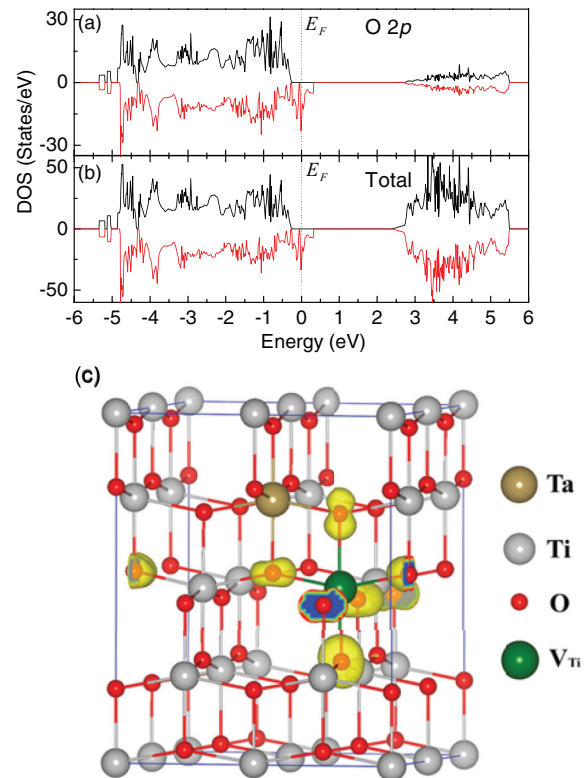 (a)
E_F
O 2p
30
0
-30
DOS (States/eV)
(b)
E_F
Total
50
0
-50
-6 -5 -4 -3 -2 -1 0 1 2 3 4 5 6
Energy (eV)
(c)
Ta
Ti
O
V_Ti